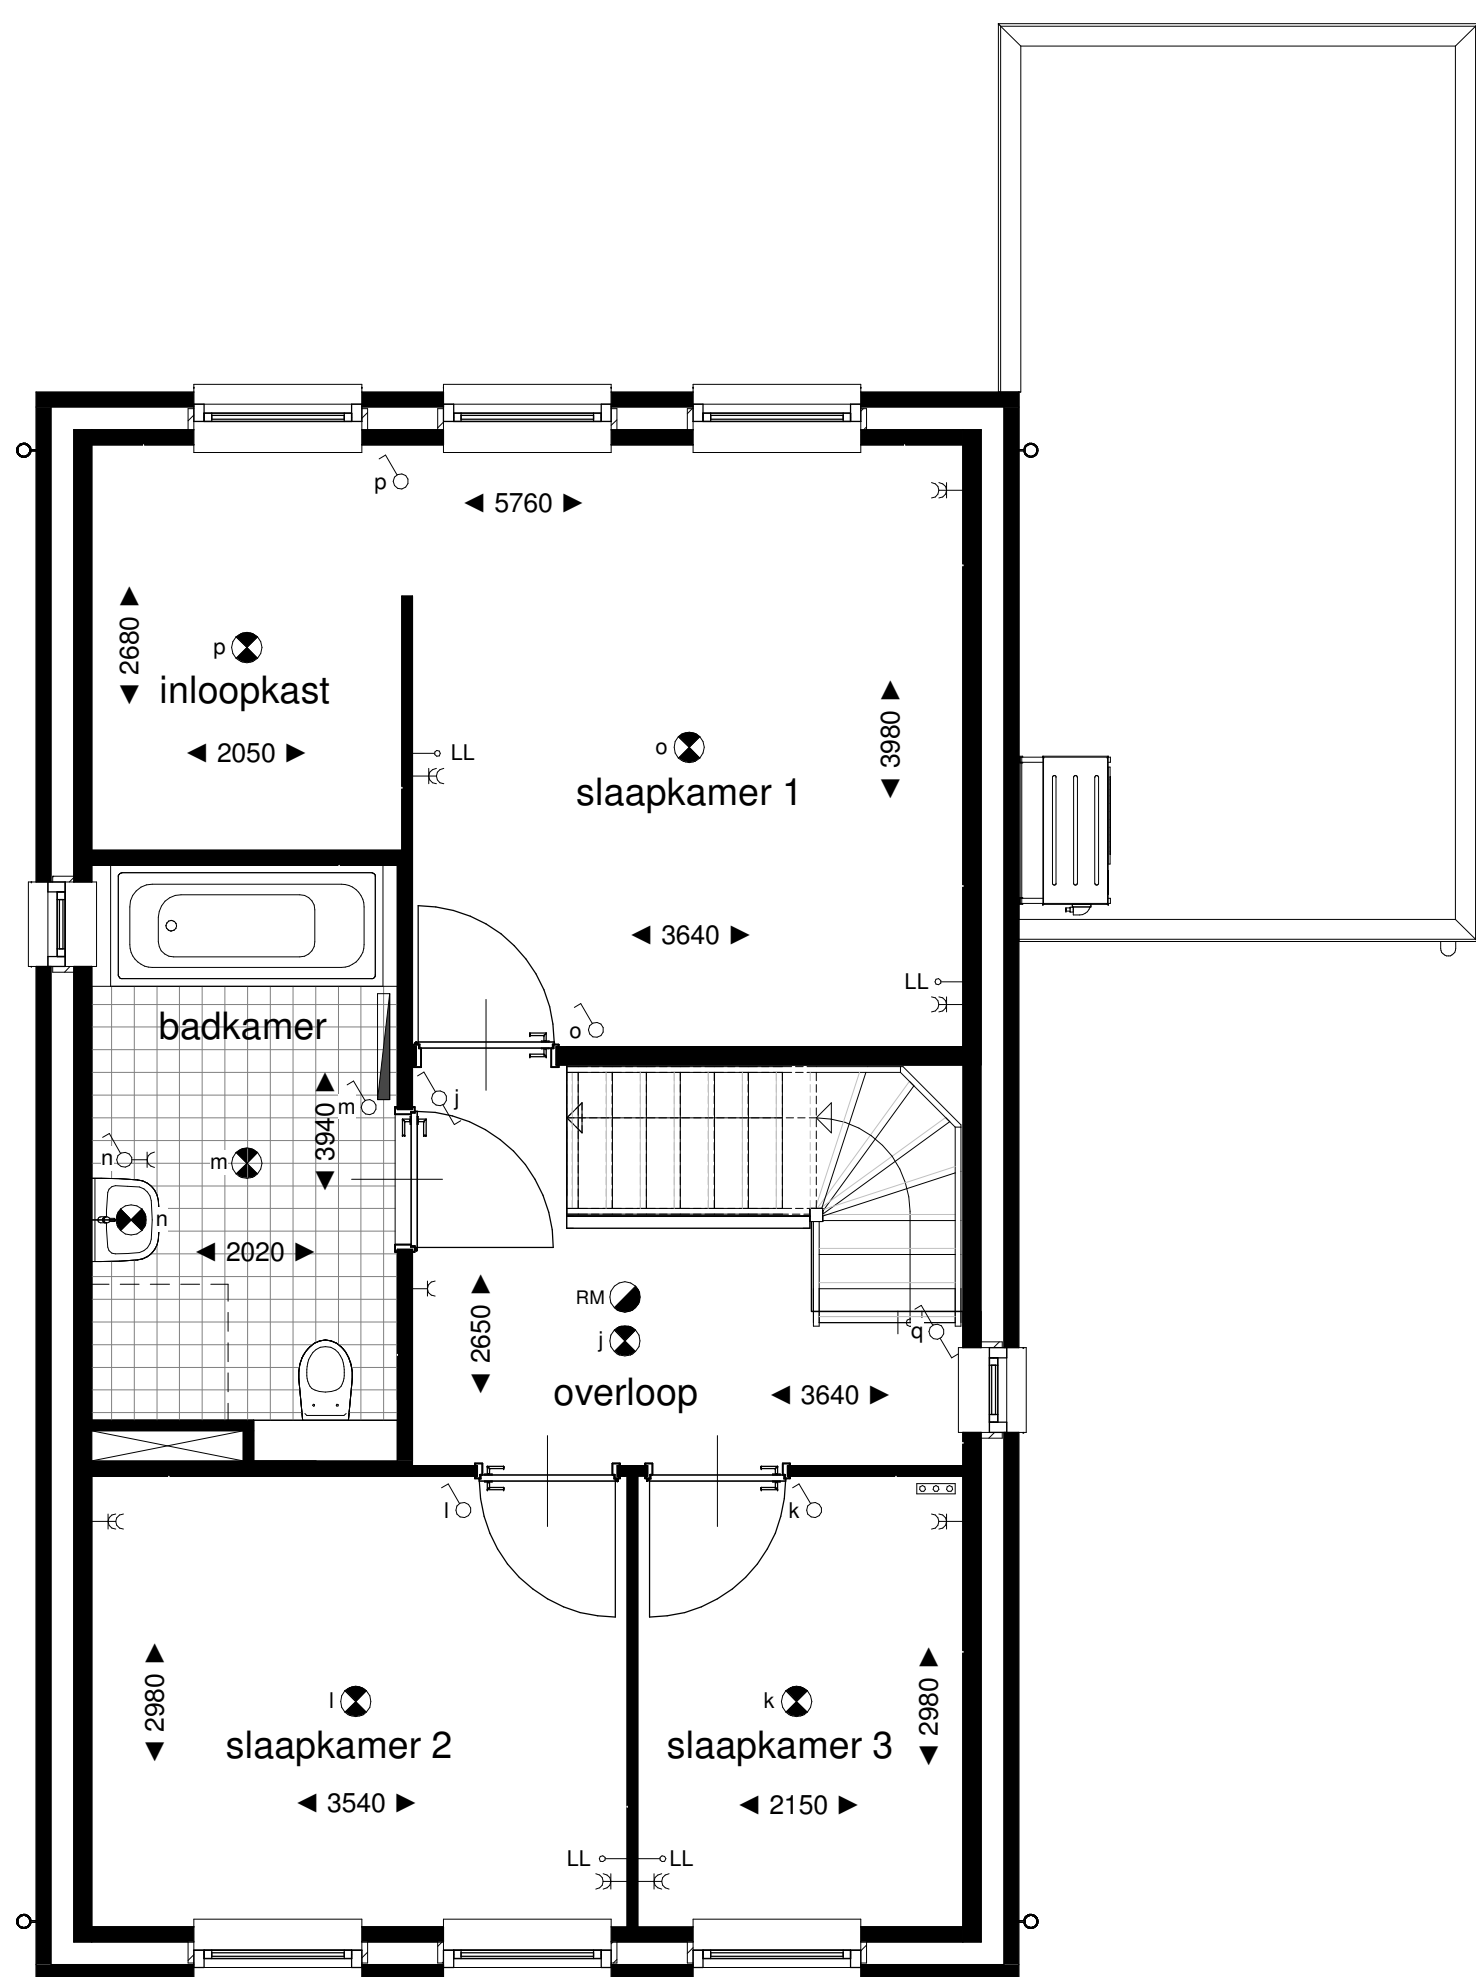 p
5760
2680
p
inloopkast
2050
LL
o
slaapkamer 1
3980
3640
LL
o
badkamer
m
j
3940
n
m
n
2020
RM
j
2650
q
overloop
3640
l
k
2980
l
slaapkamer 2
3540
k
slaapkamer 3
2980
2150
LL
LL